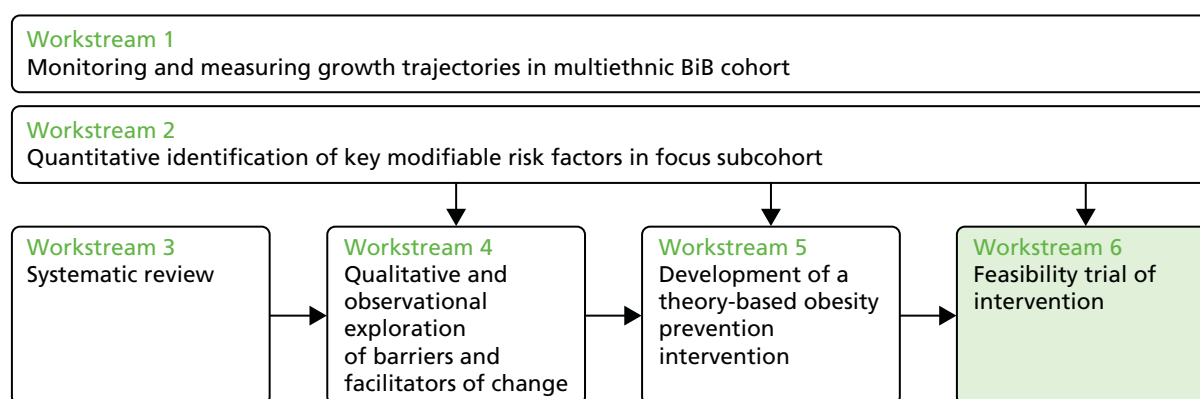 Workstream 1
Monitoring and measuring growth trajectories in multiethnic BiB cohort
Workstream 2
Quantitative identification of key modifiable risk factors in focus subcohort
Workstream 3
Systematic review
Workstream 4
Qualitative and
observational
exploration
of barriers and
facilitators of change
Workstream 5
Development of a
theory-based obesity
prevention
intervention
Workstream 6
Feasibility trial of
intervention